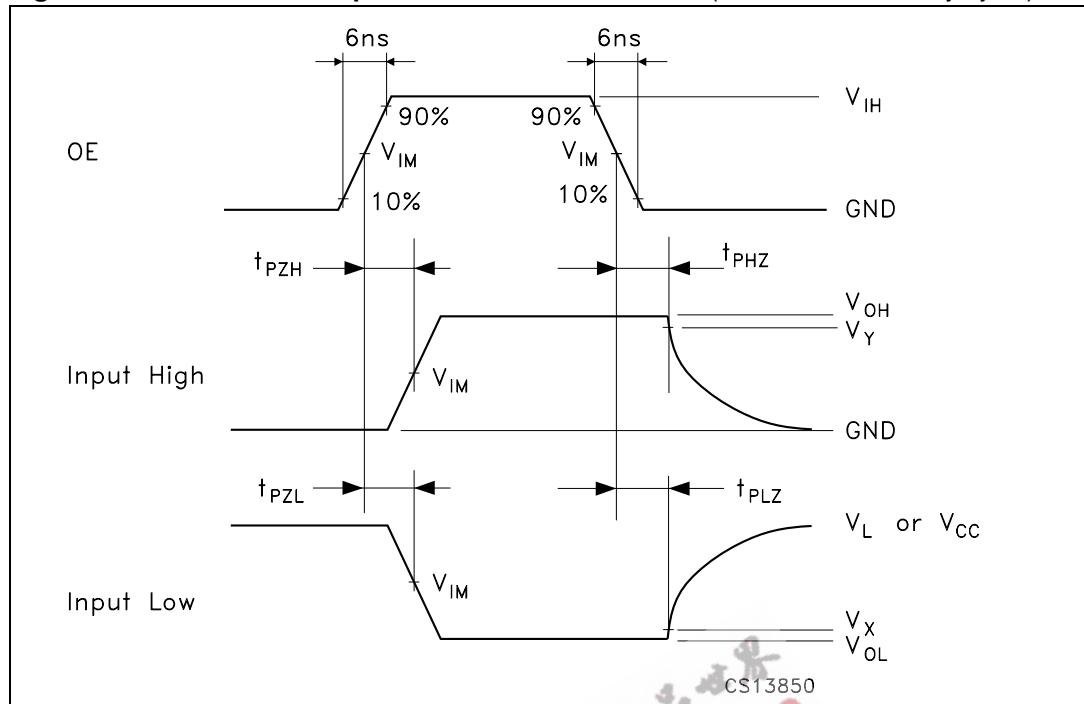 6ns 6ns
V_IH
90% 90%
OE V_IM V_IM
10% 10%
GND
t_PZH t_PHZ
V_OH
V_Y
Input High V_IM
GND
t_PZL t_PLZ
V_L or V_CC
V_IM
Input Low
V_X
V_OL
CS13850